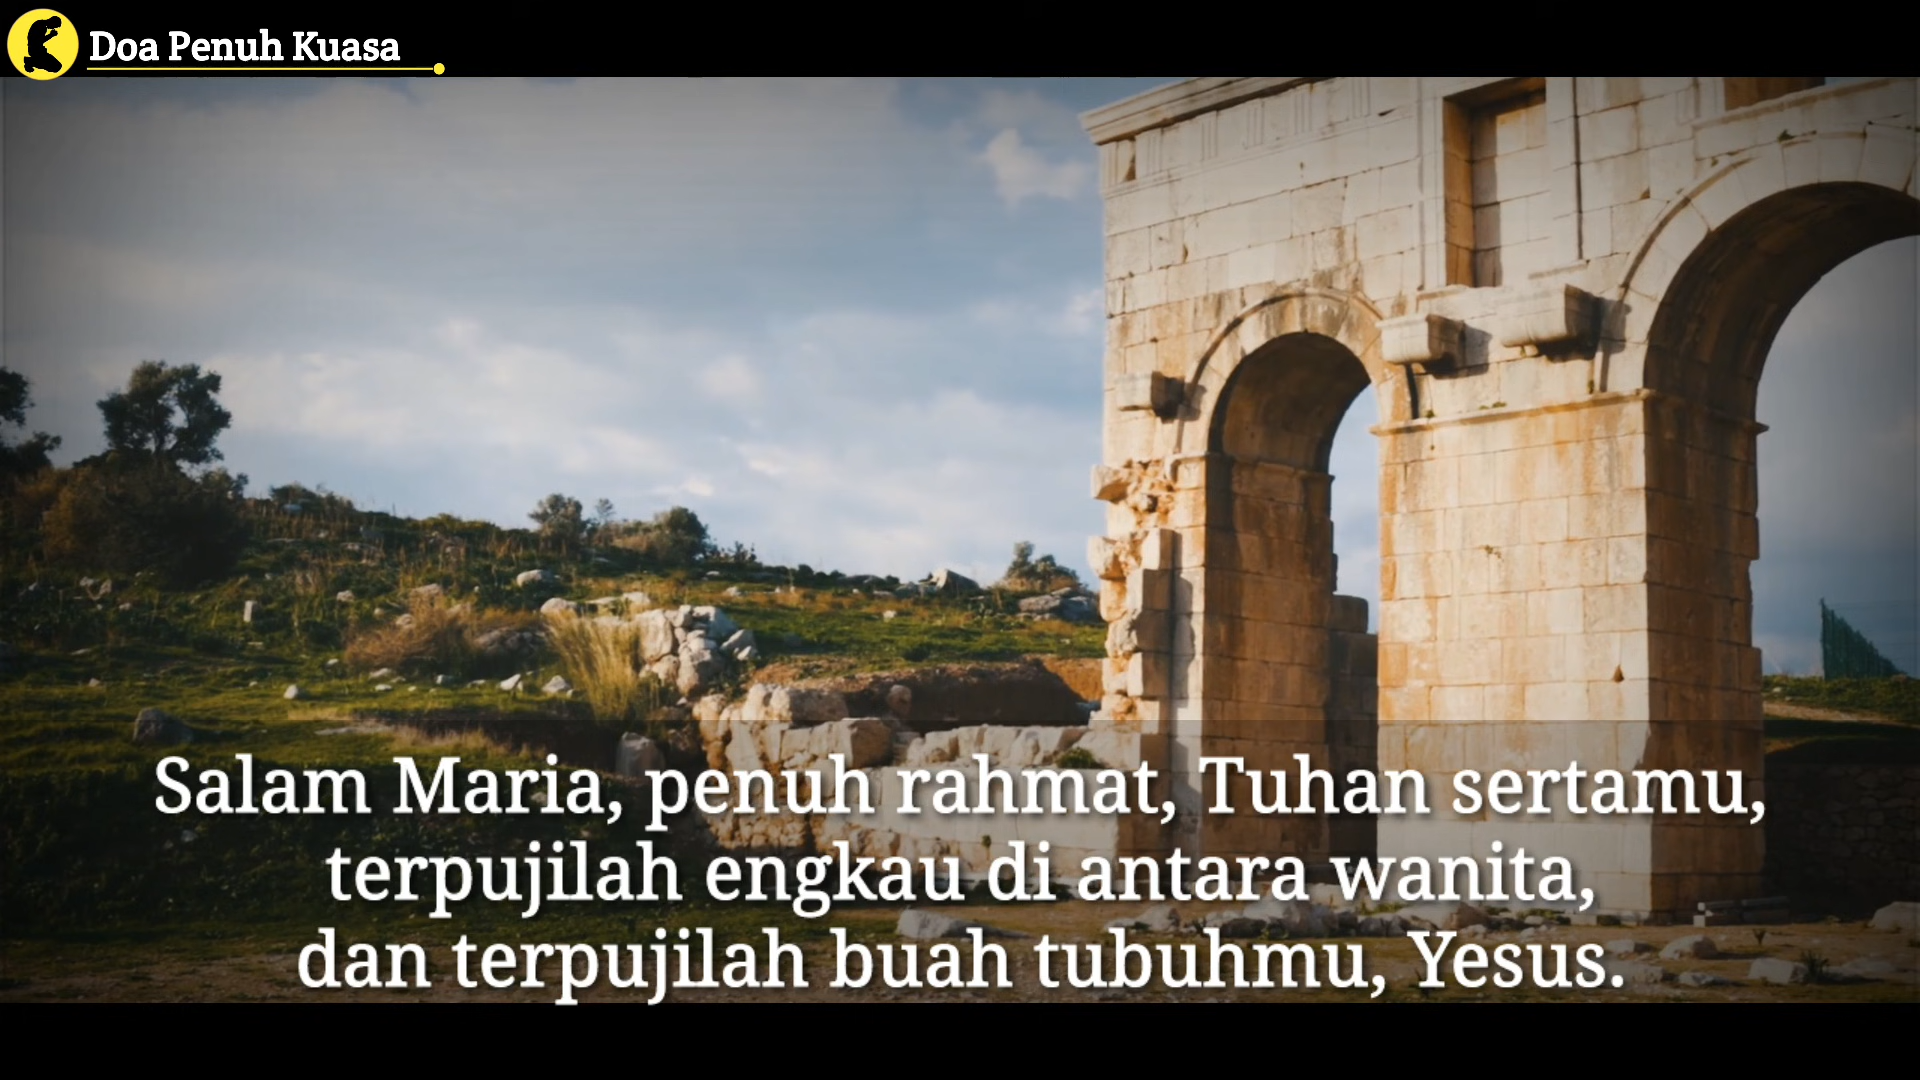 Doa Penuh Kuasa
Salam Maria, penuh rahmat, Tuhan sertamu,
terpujilah engkau di antara wanita,
dan terpujilah buah tubuhmu, Yesus.